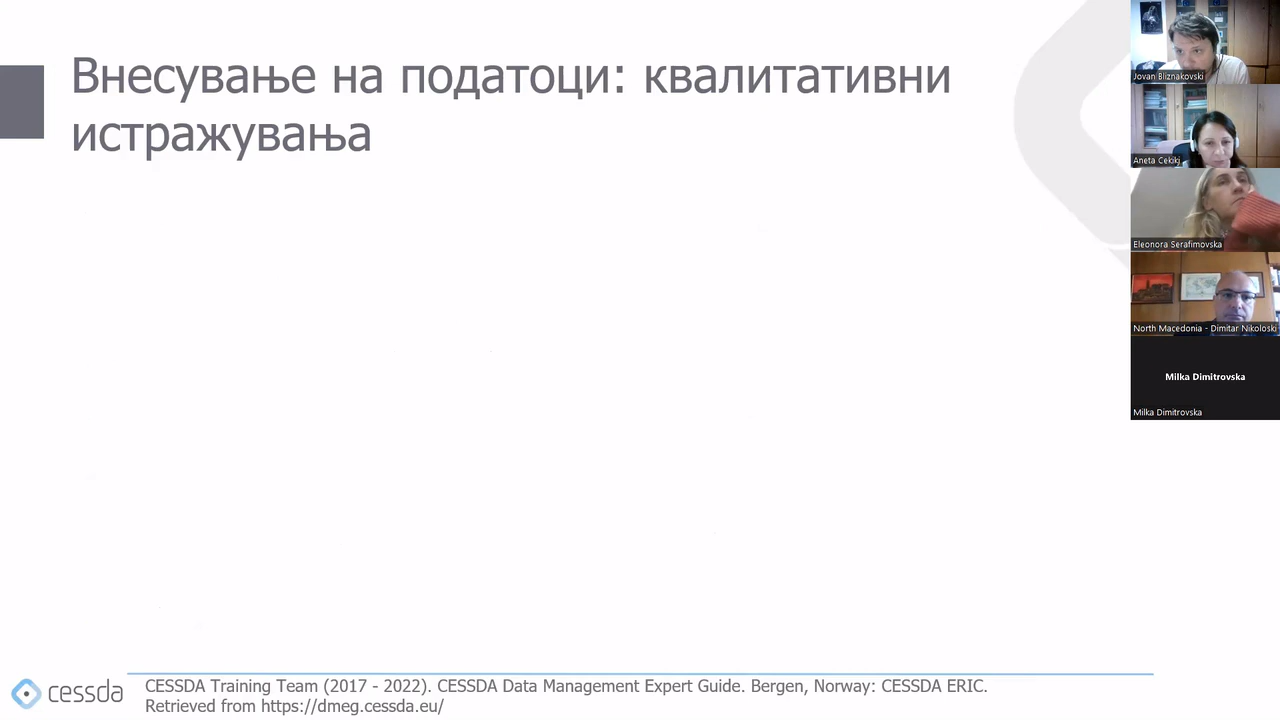 Внесување на податоци: квалитативни
истражувања
Jovan Bliznakovski
Aneta Cekikj
Eleonora Serafimovska
North Macedonia - Dimitar Nikoloski
Milka Dimitrovska
Milka Dimitrovska
cessda
CESSDA Training Team (2017 - 2022). CESSDA Data Management Expert Guide. Bergen, Norway: CESSDA ERIC.
Retrieved from https://dmeg.cessda.eu/